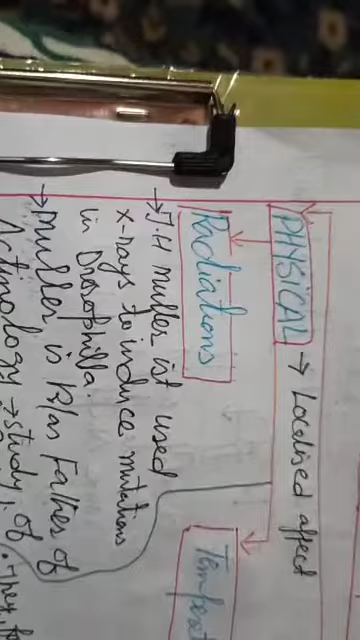 PHYSICAL → Localised affect
Radiations
Temperat
→ J.H muller ist used
x-rays to induce mutations
in Drosophilla.
→ muller is k/as Father of
Actinology → study of
They,